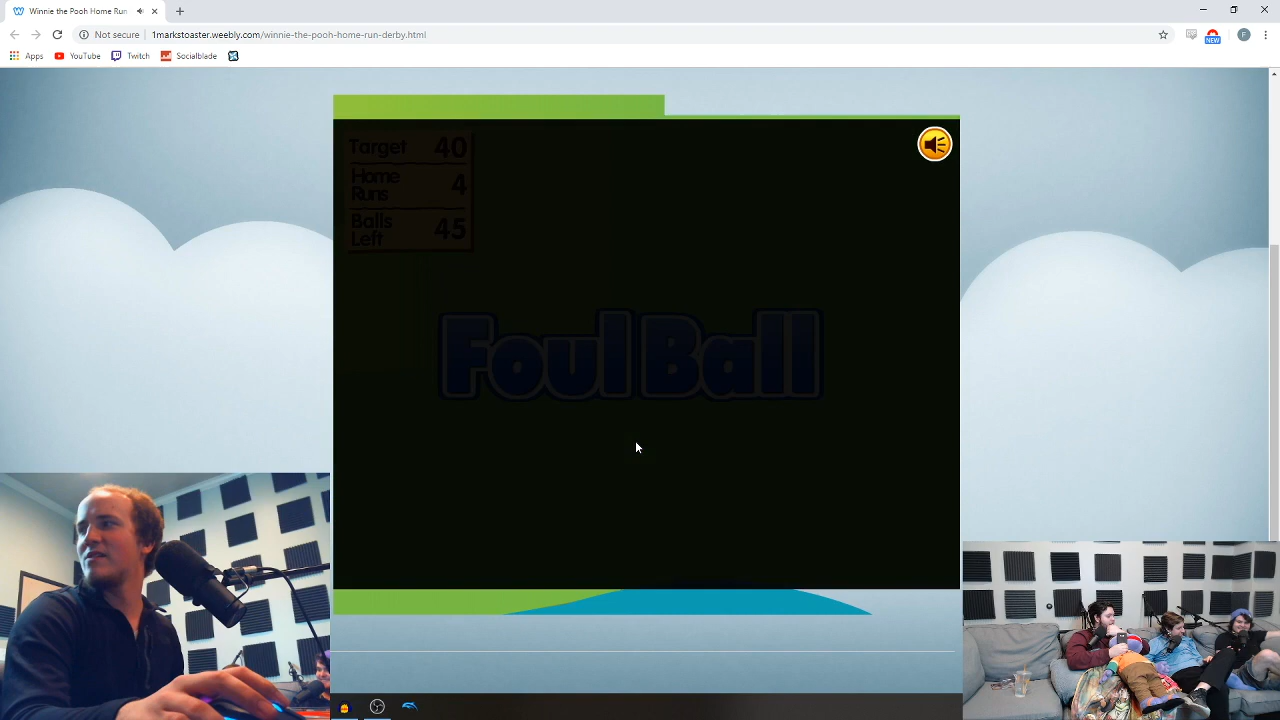 Winnie the Pooh Home Run
Not secure | 1markstoaster.weebly.com/winnie-the-pooh-home-run-derby.html
NEW
F
Apps YouTube Twitch Socialblade
Target 40
Home Runs 4
Balls Left 45
Foul Ball